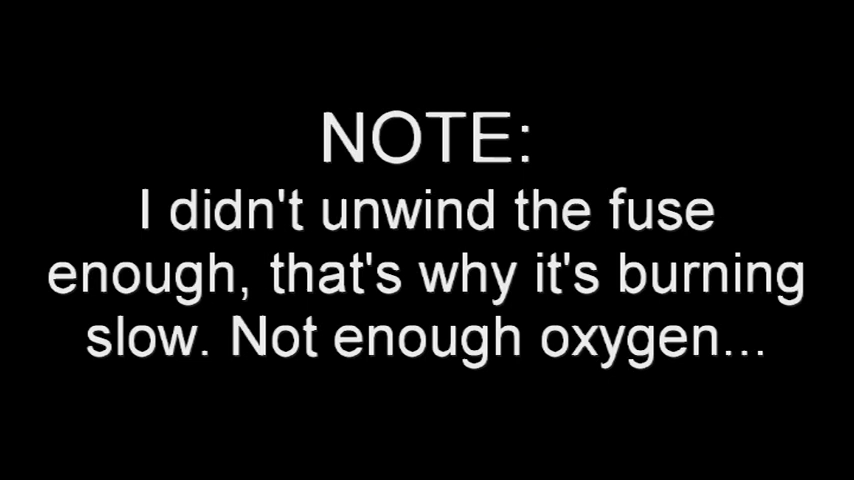 NOTE:
I didn't unwind the fuse
enough, that's why it's burning
slow. Not enough oxygen...